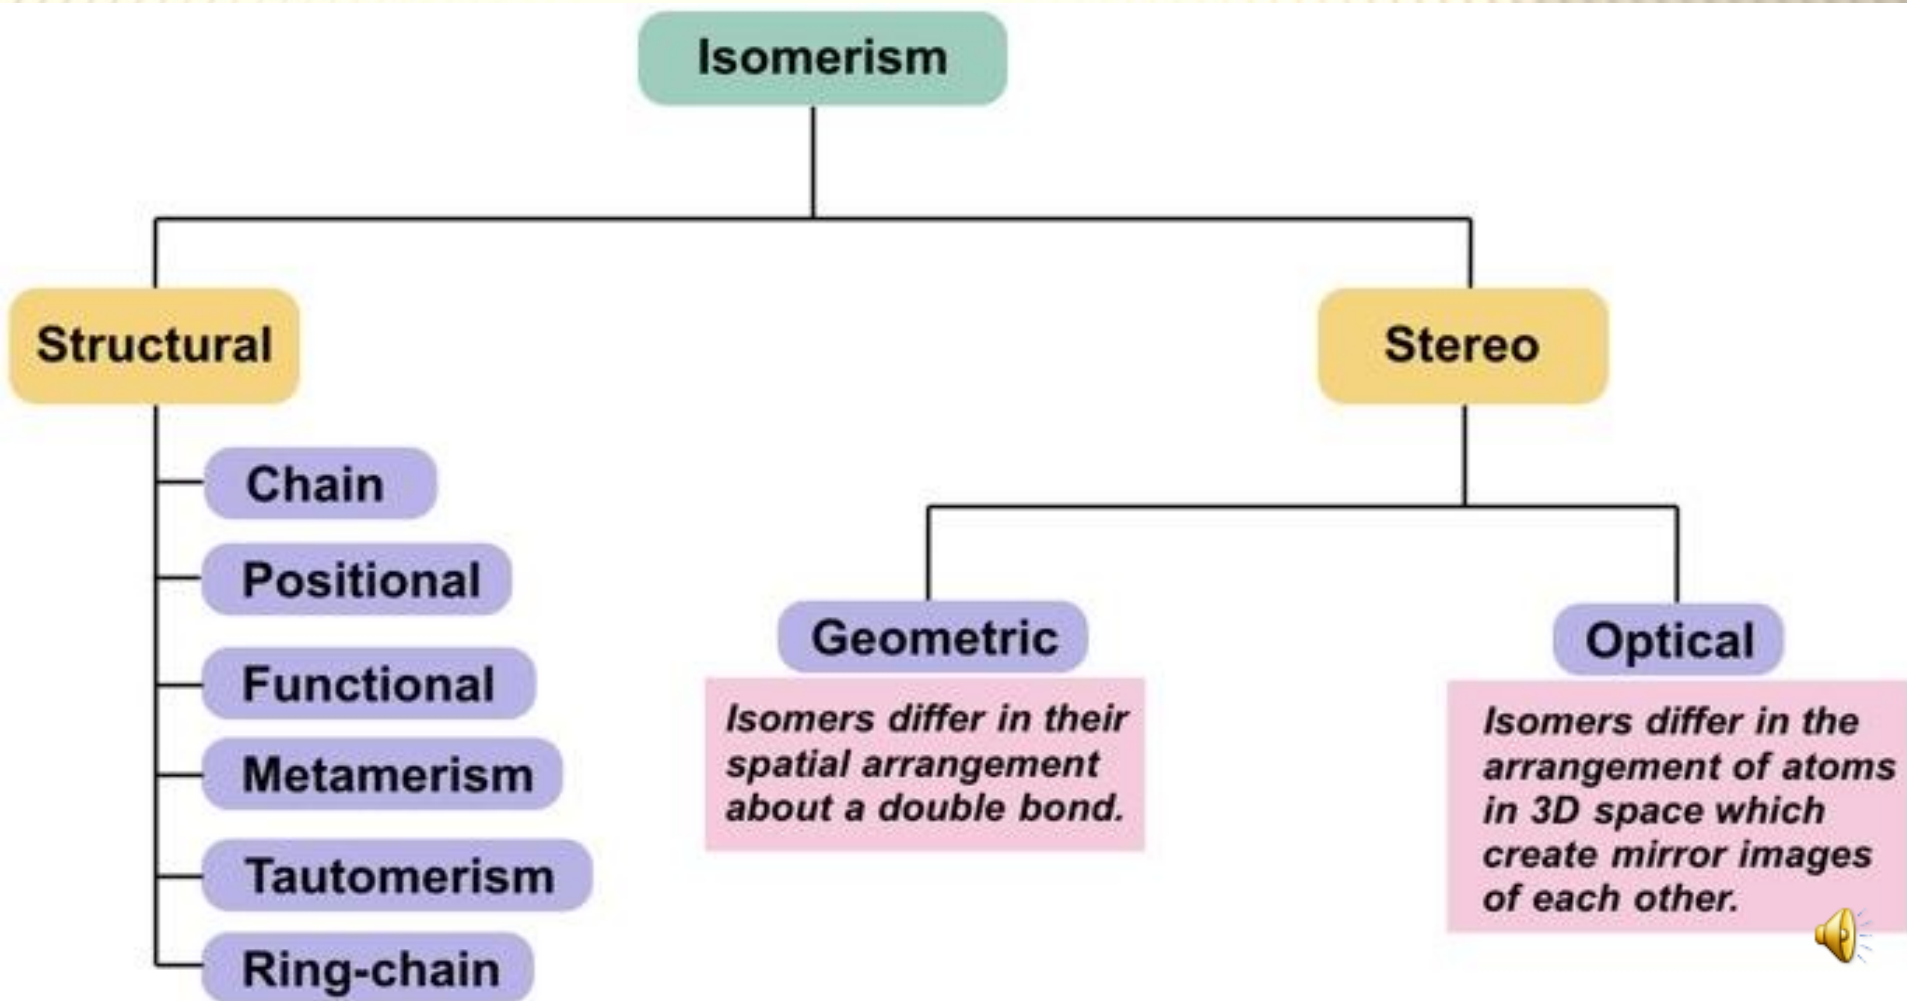 Isomerism
Structural
Stereo
Chain
Positional
Functional
Metamerism
Tautomerism
Ring-chain
Geometric
Isomers differ in their
spatial arrangement
about a double bond.
Optical
Isomers differ in the
arrangement of atoms
in 3D space which
create mirror images
of each other.